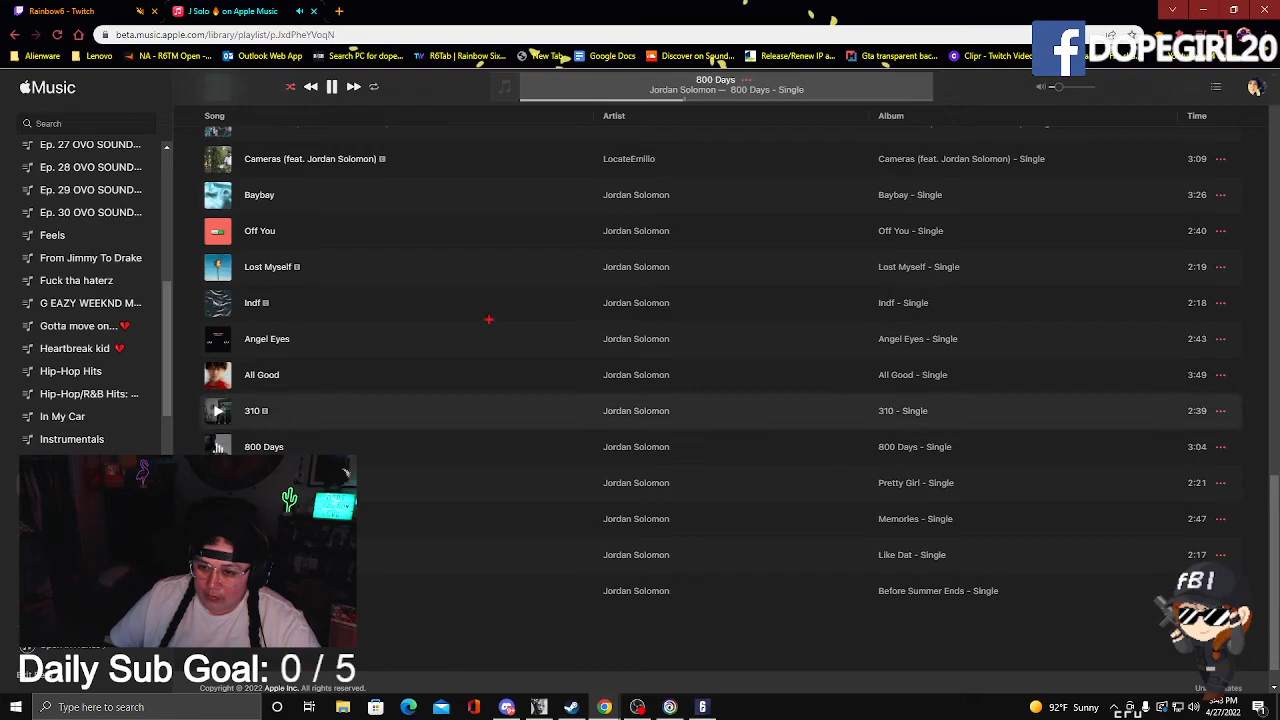 Rainbow6 - Twitch
J Solo 🔥 on Apple Music
beta.music.apple.com/library/playlist/p.JxdPheYVoqN
Alienware
Lenovo
NA - R6TM Open -...
Outlook Web App
Search PC for dope...
R6Tab | Rainbow Six...
New Tab
Google Docs
Discover on Sound...
Release/Renew IP a...
Gta transparent back...
Clipr - Twitch Video...
DOPEGIRL20
Music
800 Days
Jordan Solomon — 800 Days - Single
Search
Song Artist Album Time
Ep. 27 OVO SOUND...
Ep. 28 OVO SOUND...
Ep. 29 OVO SOUND...
Ep. 30 OVO SOUND...
Feels
From Jimmy To Drake
Fuck tha haterz
G EAZY WEEKND M...
Gotta move on...💔
Heartbreak kid 💔
Hip-Hop Hits
Hip-Hop/R&B Hits: ...
In My Car
Instrumentals
Cameras (feat. Jordan Solomon) LocateEmilio Cameras (feat. Jordan Solomon) - Single 3:09
Baybay Jordan Solomon Baybay - Single 3:26
Off You Jordan Solomon Off You - Single 2:40
Lost Myself Jordan Solomon Lost Myself - Single 2:19
Indf Jordan Solomon Indf - Single 2:18
Angel Eyes Jordan Solomon Angel Eyes - Single 2:43
All Good Jordan Solomon All Good - Single 3:49
310 Jordan Solomon 310 - Single 2:39
800 Days Jordan Solomon 800 Days - Single 3:04
Jordan Solomon Pretty Girl - Single 2:21
Jordan Solomon Memories - Single 2:47
Jordan Solomon Like Dat - Single 2:17
Jordan Solomon Before Summer Ends - Single
FBI
Daily Sub Goal: 0 / 5
Copyright © 2022 Apple Inc. All rights reserved.
Type here to search
92°F Sunny
3:43 PM
4/27/2022